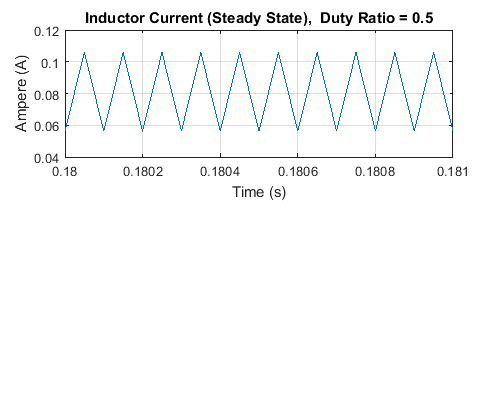 Inductor Current (Steady State),  Duty Ratio = 0.5
Ampere (A)
0.12
0.1
0.08
0.06
0.04
0.18 0.1802 0.1804 0.1806 0.1808 0.181
Time (s)